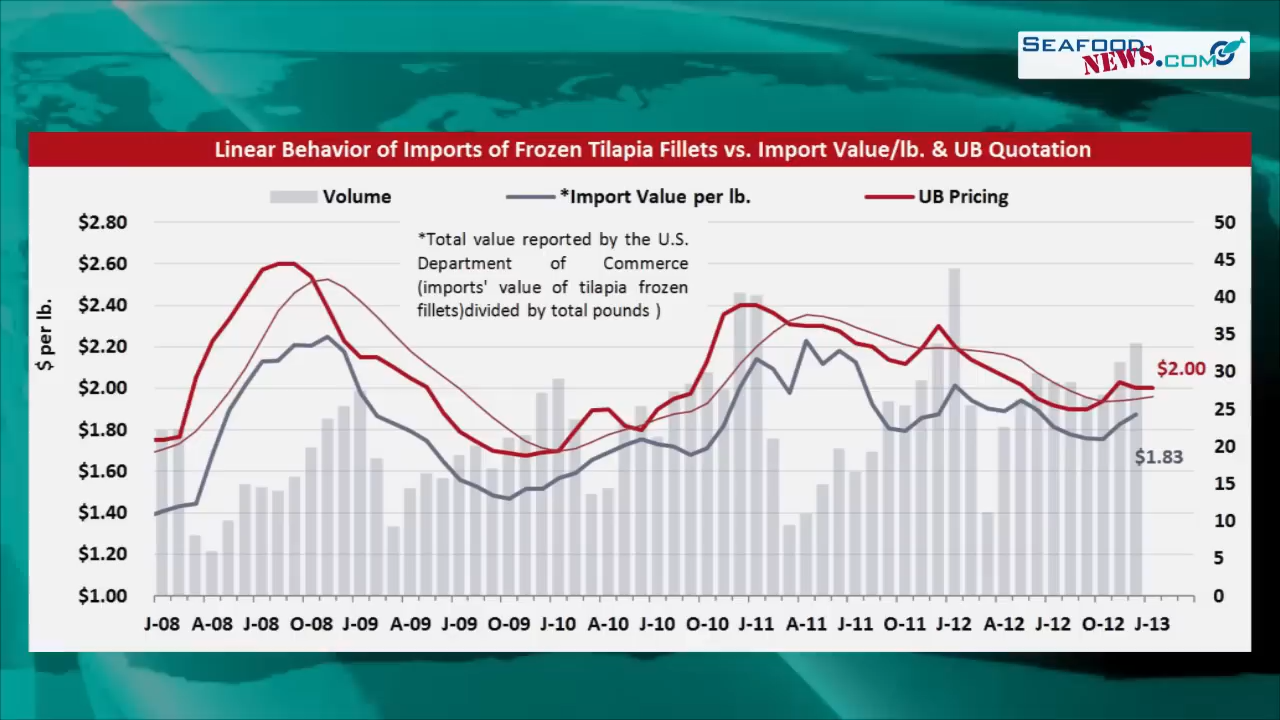 SEAFOOD
NEWS.COM
Linear Behavior of Imports of Frozen Tilapia Fillets vs. Import Value/lb. & UB Quotation
Volume
*Import Value per lb.
UB Pricing
*Total value reported by the U.S.
Department of Commerce
(imports' value of tilapia frozen
fillets)divided by total pounds )
$ per lb.
$2.80
$2.60
$2.40
$2.20
$2.00
$1.80
$1.60
$1.40
$1.20
$1.00
50
45
40
35
30
25
20
15
10
5
0
$2.00
$1.83
J-08 A-08 J-08 O-08 J-09 A-09 J-09 O-09 J-10 A-10 J-10 O-10 J-11 A-11 J-11 O-11 J-12 A-12 J-12 O-12 J-13